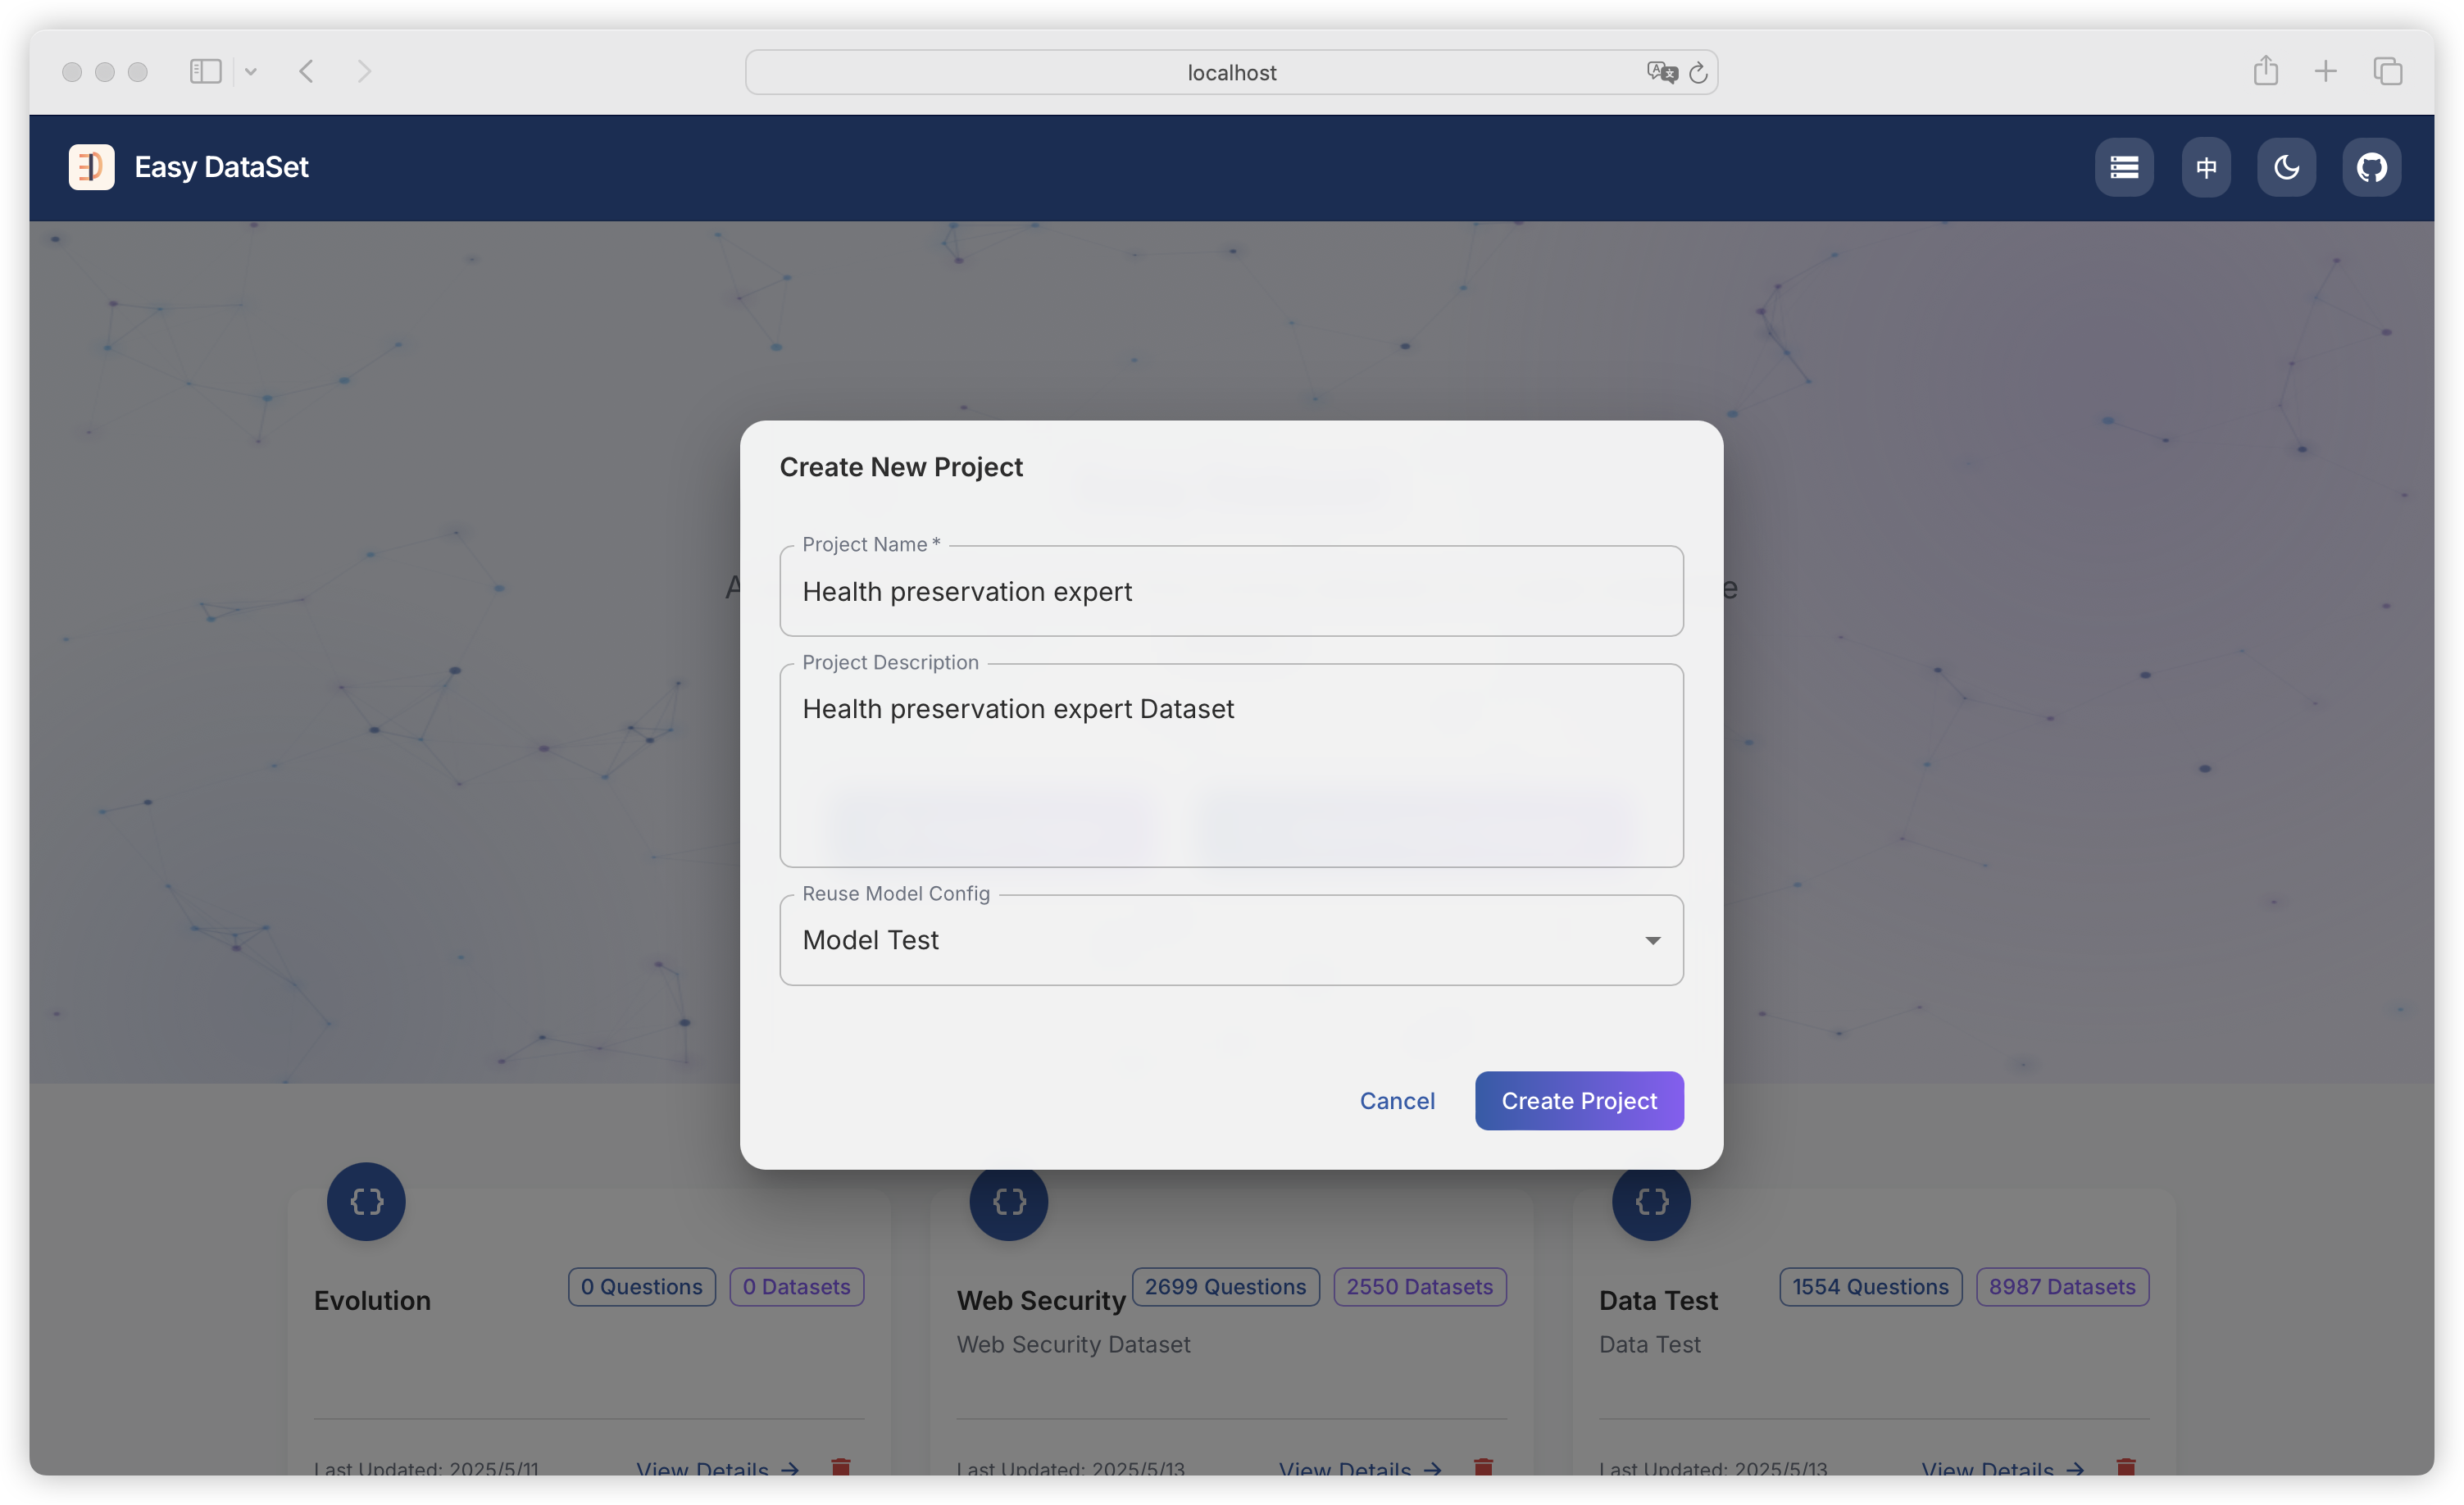 localhost
Easy DataSet
中
Create New Project
Project Name *
Health preservation expert
Project Description
Health preservation expert Dataset
Reuse Model Config
Model Test
Cancel
Create Project
Evolution
0 Questions
0 Datasets
Last Updated: 2025/5/11
View Details →
Web Security
2699 Questions
2550 Datasets
Web Security Dataset
Last Updated: 2025/5/13
View Details →
Data Test
1554 Questions
8987 Datasets
Data Test
Last Updated: 2025/5/13
View Details →